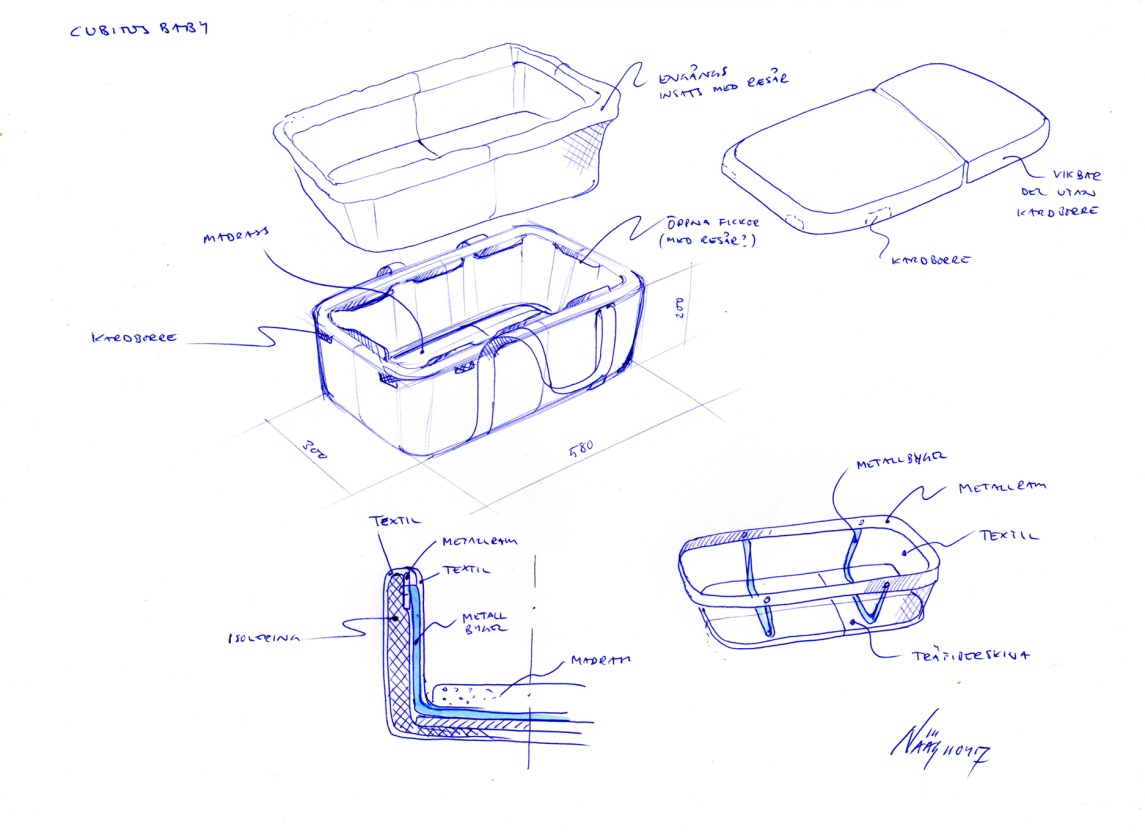 CUBITUS BABY
ENGÅNGS
INSATS MED RESÅR
VIKBAR
DEL UTAN
KARDBORRE
KARDBORRE
MADRASS
ÖPPNA FICKOR
(MED RESÅR?)
KARDBORRE
200
300
580
METALLBYGEL
METALLRAM
TEXTIL
TRÄFIBERSKIVA
TEXTIL
METALLRAM
TEXTIL
METALL
BYGEL
ISOLERING
MADRASS